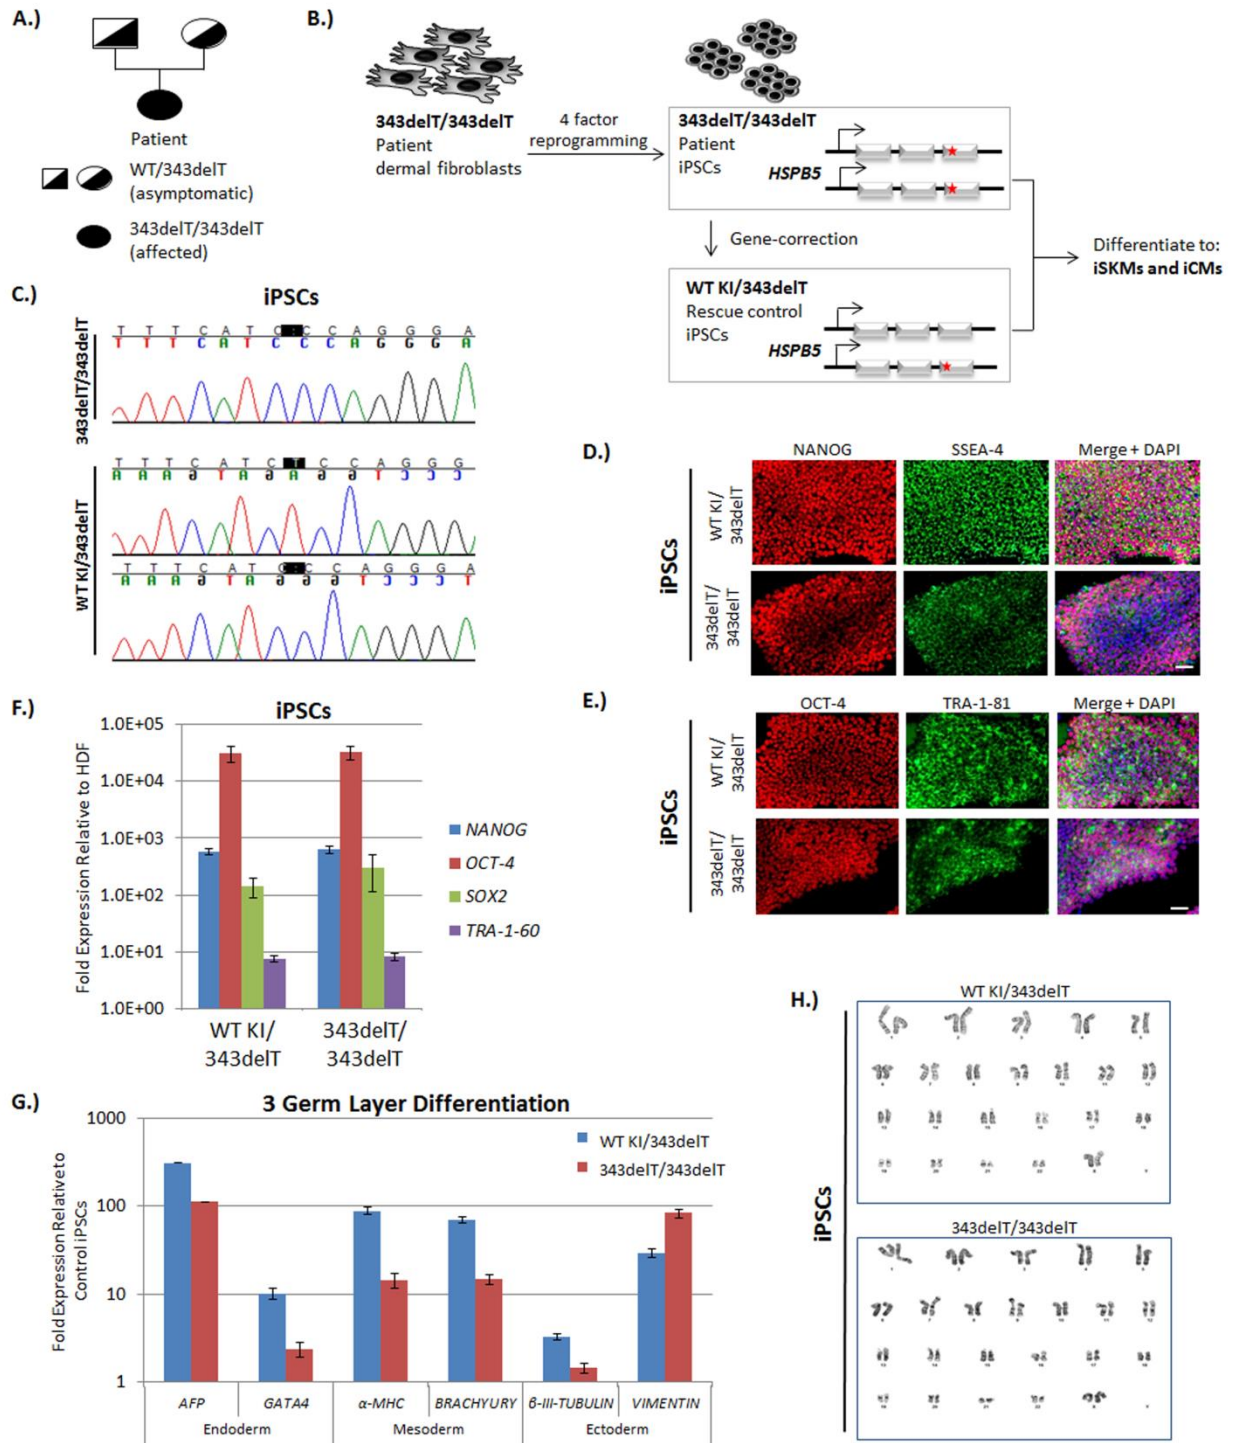 A.)
Patient
WT/343delT
(asymptomatic)
343delT/343delT
(affected)
B.)
343delT/343delT
Patient
dermal fibroblasts
4 factor
reprogramming
343delT/343delT
Patient
iPSCs
HSPB5
Gene-correction
WT KI/343delT
Rescue control
iPSCs
HSPB5
Differentiate to:
iSKMs and iCMs
C.)
iPSCs
343delT/343delT
T T T C A T C C C A G G G A
T T T C A T C C C A G G G A
WT KI/343delT
T T T C A T C T C C A G G G
A A A G T A G A G G T C C C
T T T C A T C C C A G G G A
A A A G T A G G G T C C C T
D.)
NANOG
SSEA-4
Merge + DAPI
iPSCs
WT KI/
343delT
343delT/
343delT
E.)
OCT-4
TRA-1-81
Merge + DAPI
iPSCs
WT KI/
343delT
343delT/
343delT
F.)
iPSCs
Fold Expression Relative to HDF
1.0E+05
1.0E+04
1.0E+03
1.0E+02
1.0E+01
1.0E+00
NANOG
OCT-4
SOX2
TRA-1-60
WT KI/
343delT
343delT/
343delT
G.)
3 Germ Layer Differentiation
Fold Expression Relative to
Control iPSCs
1000
100
10
1
WT KI/343delT
343delT/343delT
AFP GATA4 α-MHC BRACHYURY β-III-TUBULIN VIMENTIN
Endoderm Mesoderm Ectoderm
H.)
iPSCs
WT KI/343delT
343delT/343delT